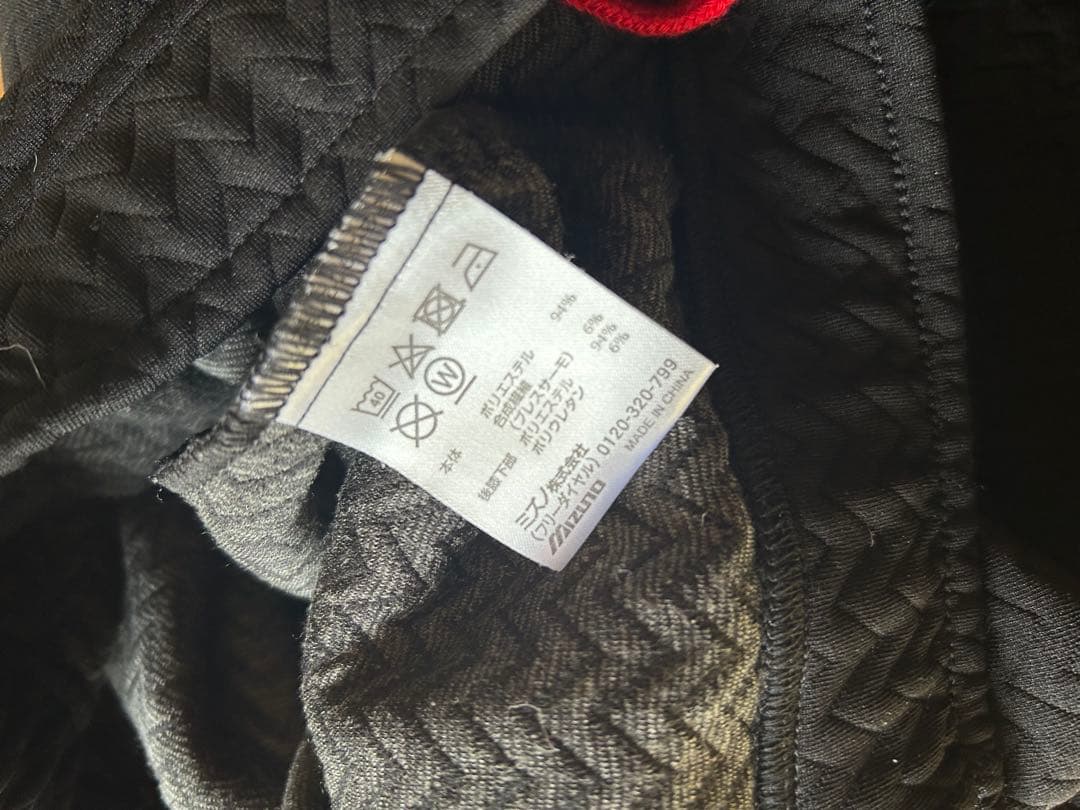 40
W
本体 ポリエステル 94%
合成繊維
(ブレスサーモ) 6%
後部下部 ポリエステル 94%
ポリウレタン 6%
ミズノ株式会社
(フリーダイヤル) 0120-320-799
MIZUNO MADE IN CHINA